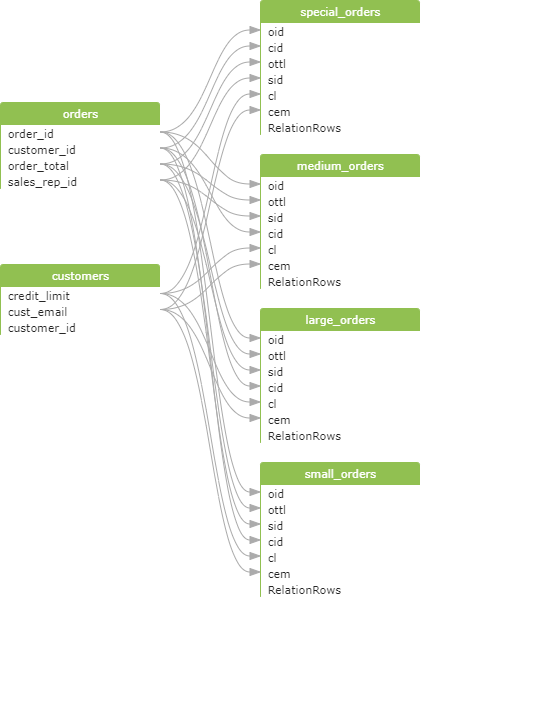 special_orders
oid
cid
ottl
sid
cl
cem
RelationRows
orders
order_id
customer_id
order_total
sales_rep_id
medium_orders
oid
ottl
sid
cid
cl
cem
RelationRows
customers
credit_limit
cust_email
customer_id
large_orders
oid
ottl
sid
cid
cl
cem
RelationRows
small_orders
oid
ottl
sid
cid
cl
cem
RelationRows